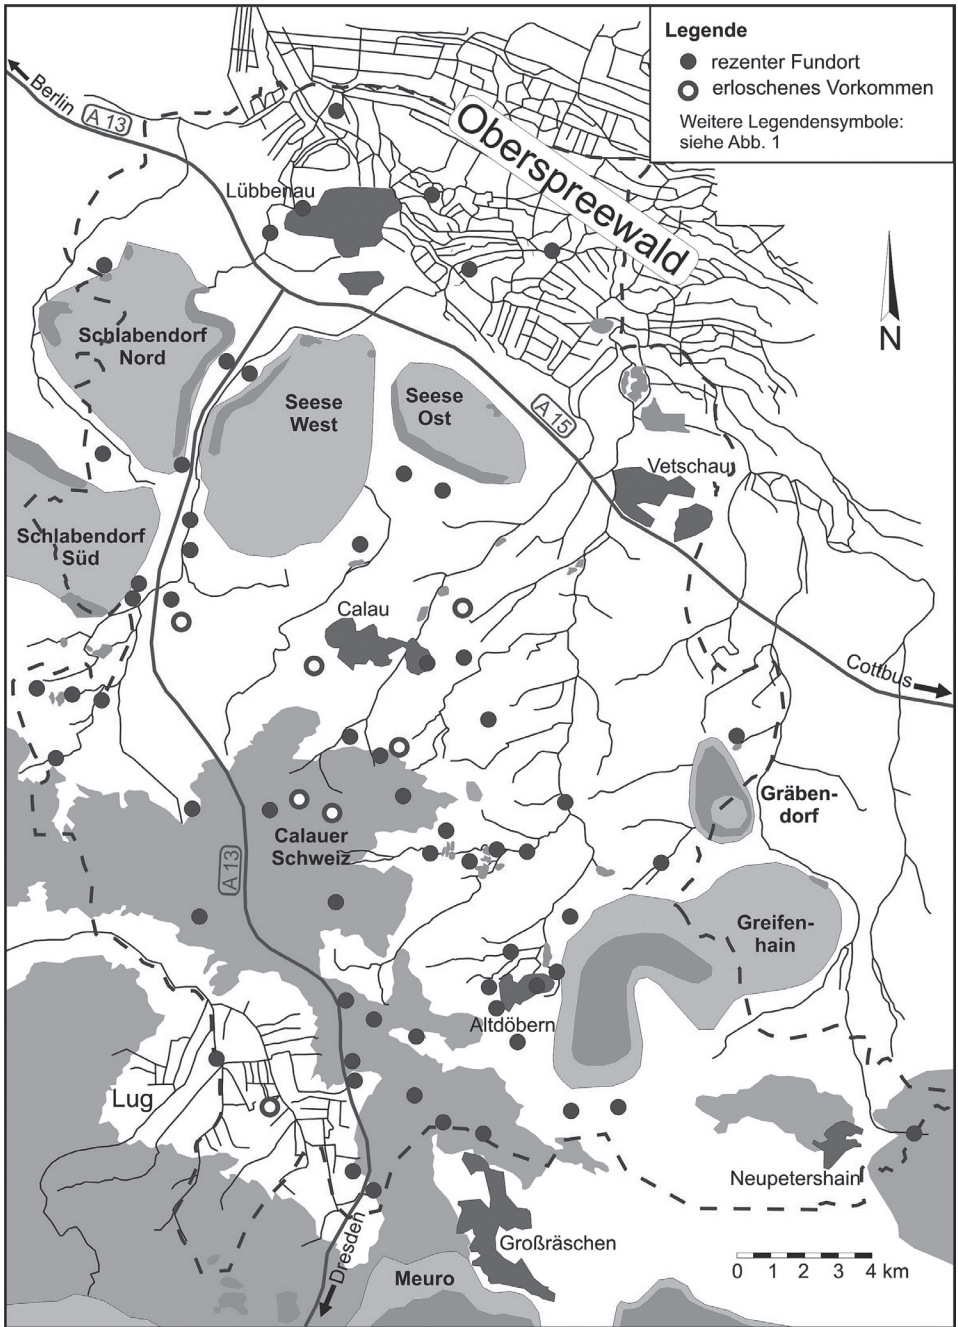 Legende
rezenter Fundort
erloschenes Vorkommen
Weitere Legendensymbole:
siehe Abb. 1
Berlin
A 13
Oberspreewald
Lübbenau
N
Schlabendorf
Nord
Seese
West
Seese
Ost
A 15
Vetschau
Schlabendorf
Süd
Calau
Cottbus
Gräben-
dorf
Calauer
Schweiz
A 13
Greifen-
hain
Altdöbern
Lug
Neupetershain
Großräschen
Dresden
Meuro
0 1 2 3 4 km